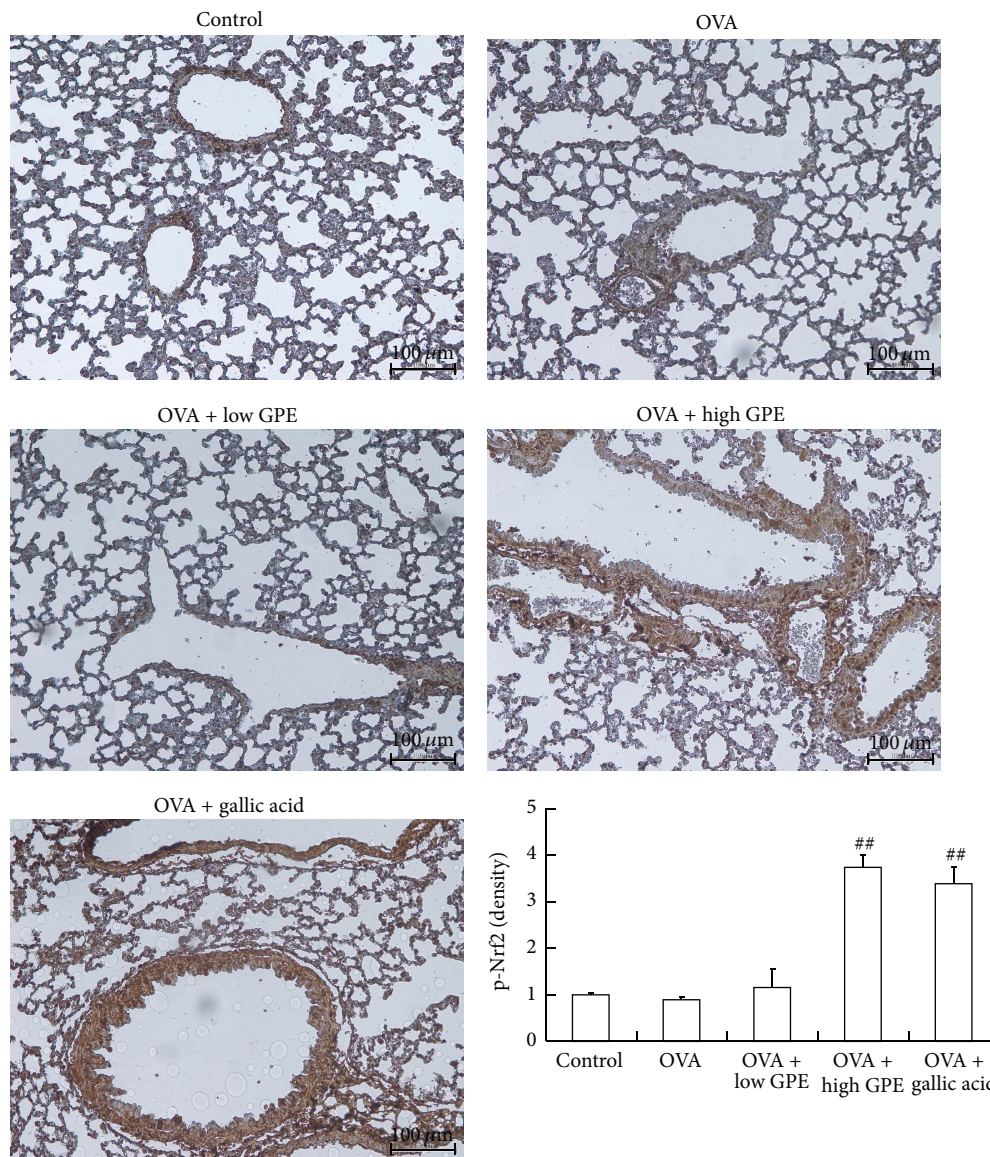 Control
OVA
100 μm
100 μm
OVA + low GPE
OVA + high GPE
100 μm
100 μm
OVA + gallic acid
100 μm
p-Nrf2 (density)
5
4
3
2
1
0
##
##
Control
OVA
OVA +
low GPE
OVA +
high GPE
OVA +
gallic acid